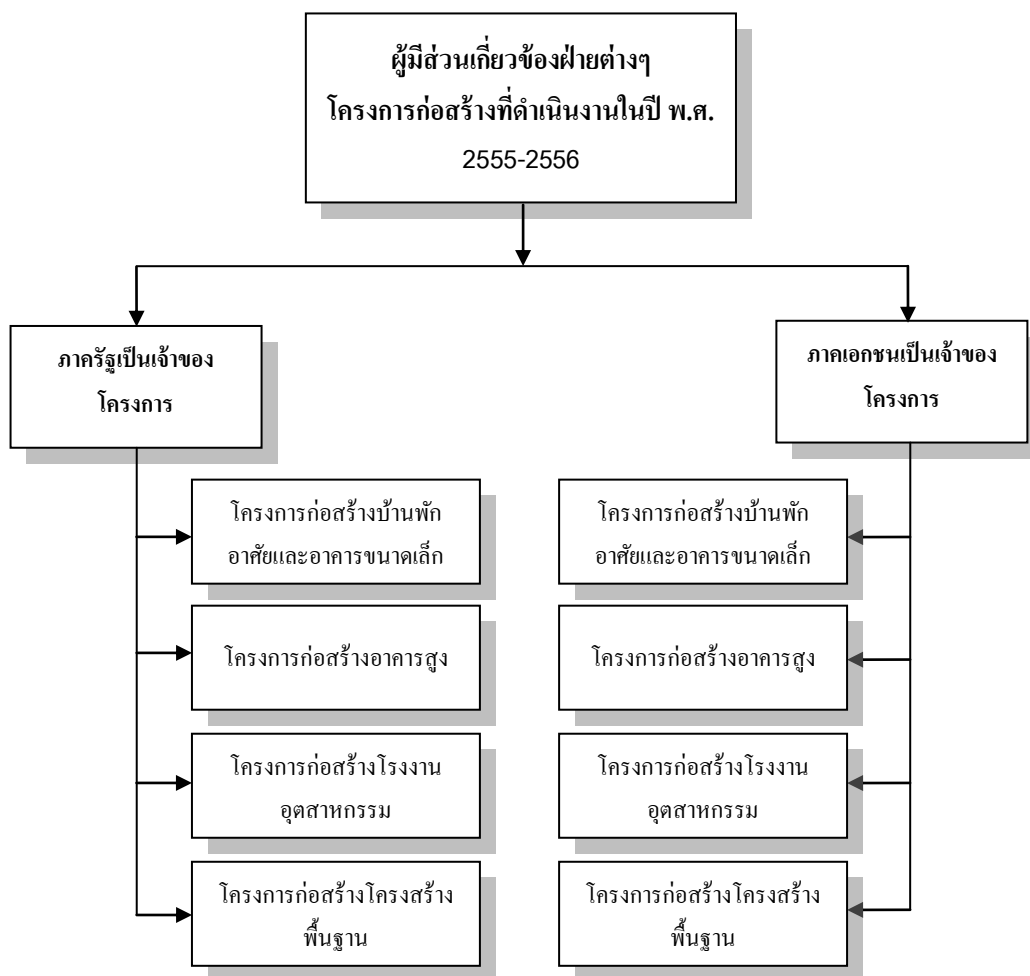 ผู้มีส่วนเกี่ยวข้องฝ่ายต่างๆ
โครงการก่อสร้างที่ดำเนินงานในปี พ.ศ.
2555-2556
ภาครัฐเป็นเจ้าของ
โครงการ
ภาคเอกชนเป็นเจ้าของ
โครงการ
โครงการก่อสร้างบ้านพัก
อาศัยและอาคารขนาดเล็ก
โครงการก่อสร้างอาคารสูง
โครงการก่อสร้างโรงงาน
อุตสาหกรรม
โครงการก่อสร้างโครงสร้าง
พื้นฐาน
โครงการก่อสร้างบ้านพัก
อาศัยและอาคารขนาดเล็ก
โครงการก่อสร้างอาคารสูง
โครงการก่อสร้างโรงงาน
อุตสาหกรรม
โครงการก่อสร้างโครงสร้าง
พื้นฐาน